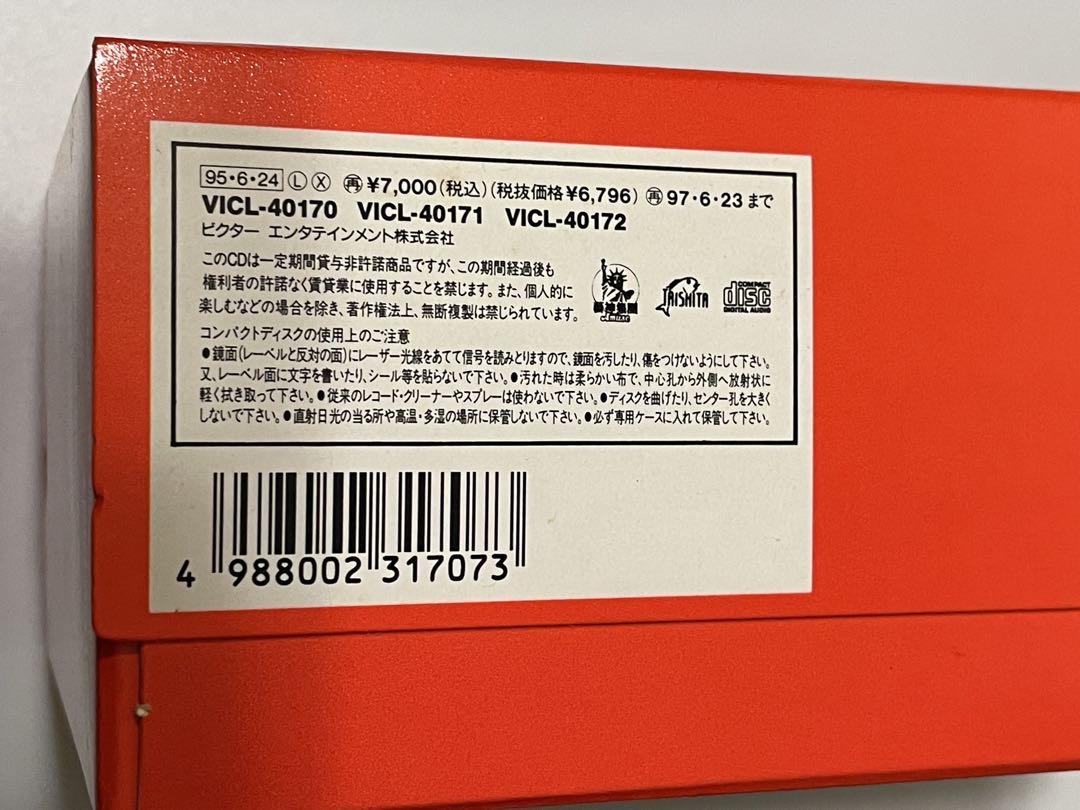 95・6・24 Ⓛ Ⓧ ㊢ ¥7,000(税込)(税抜価格¥6,796) 再 97・6・23まで
VICL-40170 VICL-40171 VICL-40172
ビクター エンタテインメント株式会社
このCDは一定期間貸与非許諾商品ですが、この期間経過後も
権利者の許諾なく賃貸業に使用することを禁じます。また、個人的に
楽しむなどの場合を除き、著作権法上、無断複製は禁じられています。
Amuse
TAISHITA
COMPACT
disc
DIGITAL AUDIO
コンパクトディスクの使用上のご注意
●鏡面(レーベルと反対の面)にレーザー光線をあてて信号を読みとりますので、鏡面を汚したり、傷をつけないようにして下さい。
又、レーベル面に文字を書いたり、シール等を貼らないで下さい。●汚れた時は柔らかい布で、中心孔から外側へ放射状に
軽く拭き取って下さい。●従来のレコード・クリーナーやスプレーは使わないで下さい。●ディスクを曲げたり、センター孔を大きく
しないで下さい。●直射日光の当る所や高温・多湿の場所に保管しないで下さい。●必ず専用ケースに入れて保管して下さい。
4 988002 317073